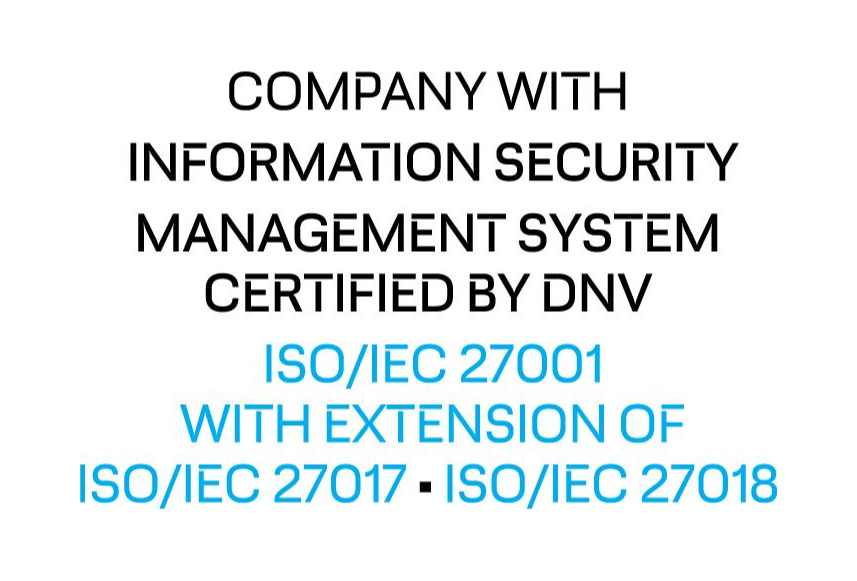 COMPANY WITH
INFORMATION SECURITY
MANAGEMENT SYSTEM
CERTIFIED BY DNV
ISO/IEC 27001
WITH EXTENSION OF
ISO/IEC 27017 ▪ ISO/IEC 27018